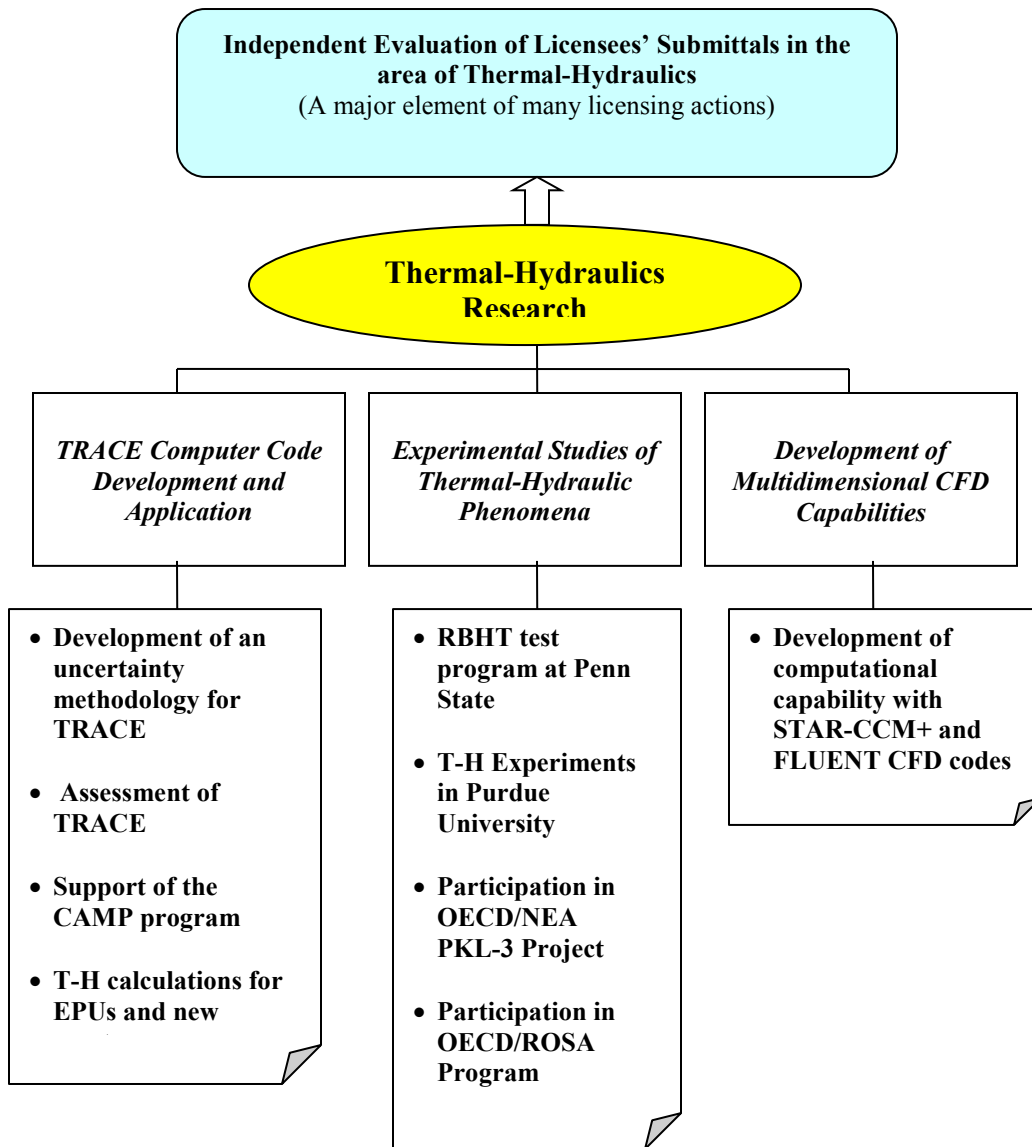 Independent Evaluation of Licensees’ Submittals in the
area of Thermal-Hydraulics
(A major element of many licensing actions)
Thermal-Hydraulics
Research
TRACE Computer Code
Development and
Application
Experimental Studies of
Thermal-Hydraulic
Phenomena
Development of
Multidimensional CFD
Capabilities
• Development of an
uncertainty
methodology for
TRACE
• Assessment of
TRACE
• Support of the
CAMP program
• T-H calculations for
EPUs and new
• RBHT test
program at Penn
State
• T-H Experiments
in Purdue
University
• Participation in
OECD/NEA
PKL-3 Project
• Participation in
OECD/ROSA
Program
• Development of
computational
capability with
STAR-CCM+ and
FLUENT CFD codes